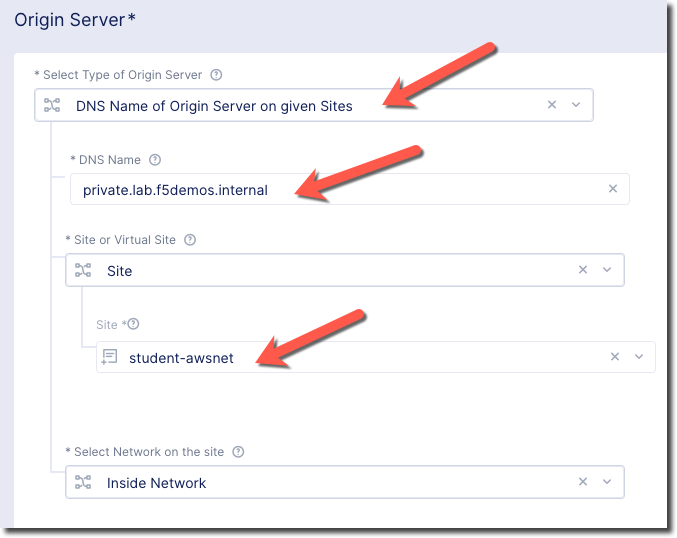 Origin Server*
* Select Type of Origin Server
DNS Name of Origin Server on given Sites
* DNS Name
private.lab.f5demos.internal
* Site or Virtual Site
Site
Site *
student-awsnet
* Select Network on the site
Inside Network